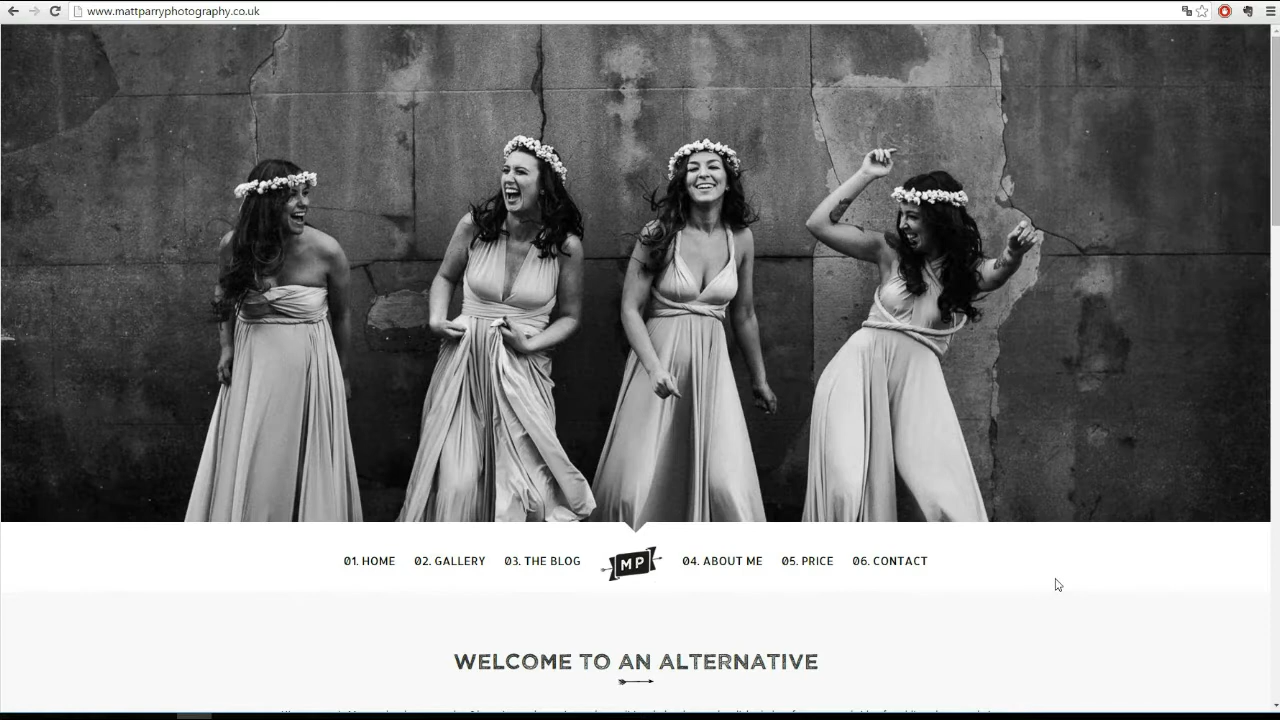 www.mattparryphotography.co.uk
01. HOME 02. GALLERY 03. THE BLOG MP 04. ABOUT ME 05. PRICE 06. CONTACT
WELCOME TO AN ALTERNATIVE